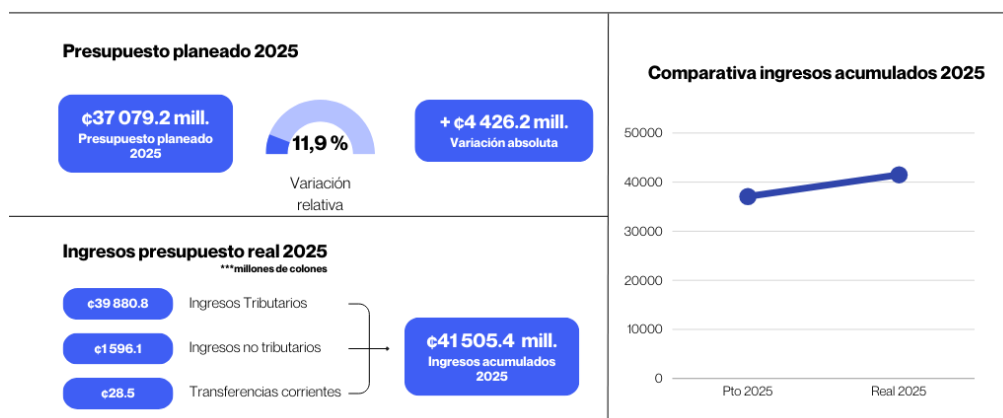 Presupuesto planeado 2025
¢37 079.2 mill.
Presupuesto planeado
2025
11,9 %
Variación
relativa
+ ¢4 426.2 mill.
Variación absoluta
Ingresos presupuesto real 2025
***millones de colones
¢39 880.8
Ingresos Tributarios
¢1 596.1
Ingresos no tributarios
¢28.5
Transferencias corrientes
¢41 505.4 mill.
Ingresos acumulados
2025
Comparativa ingresos acumulados 2025
50000
40000
30000
20000
10000
0
Pto 2025
Real 2025